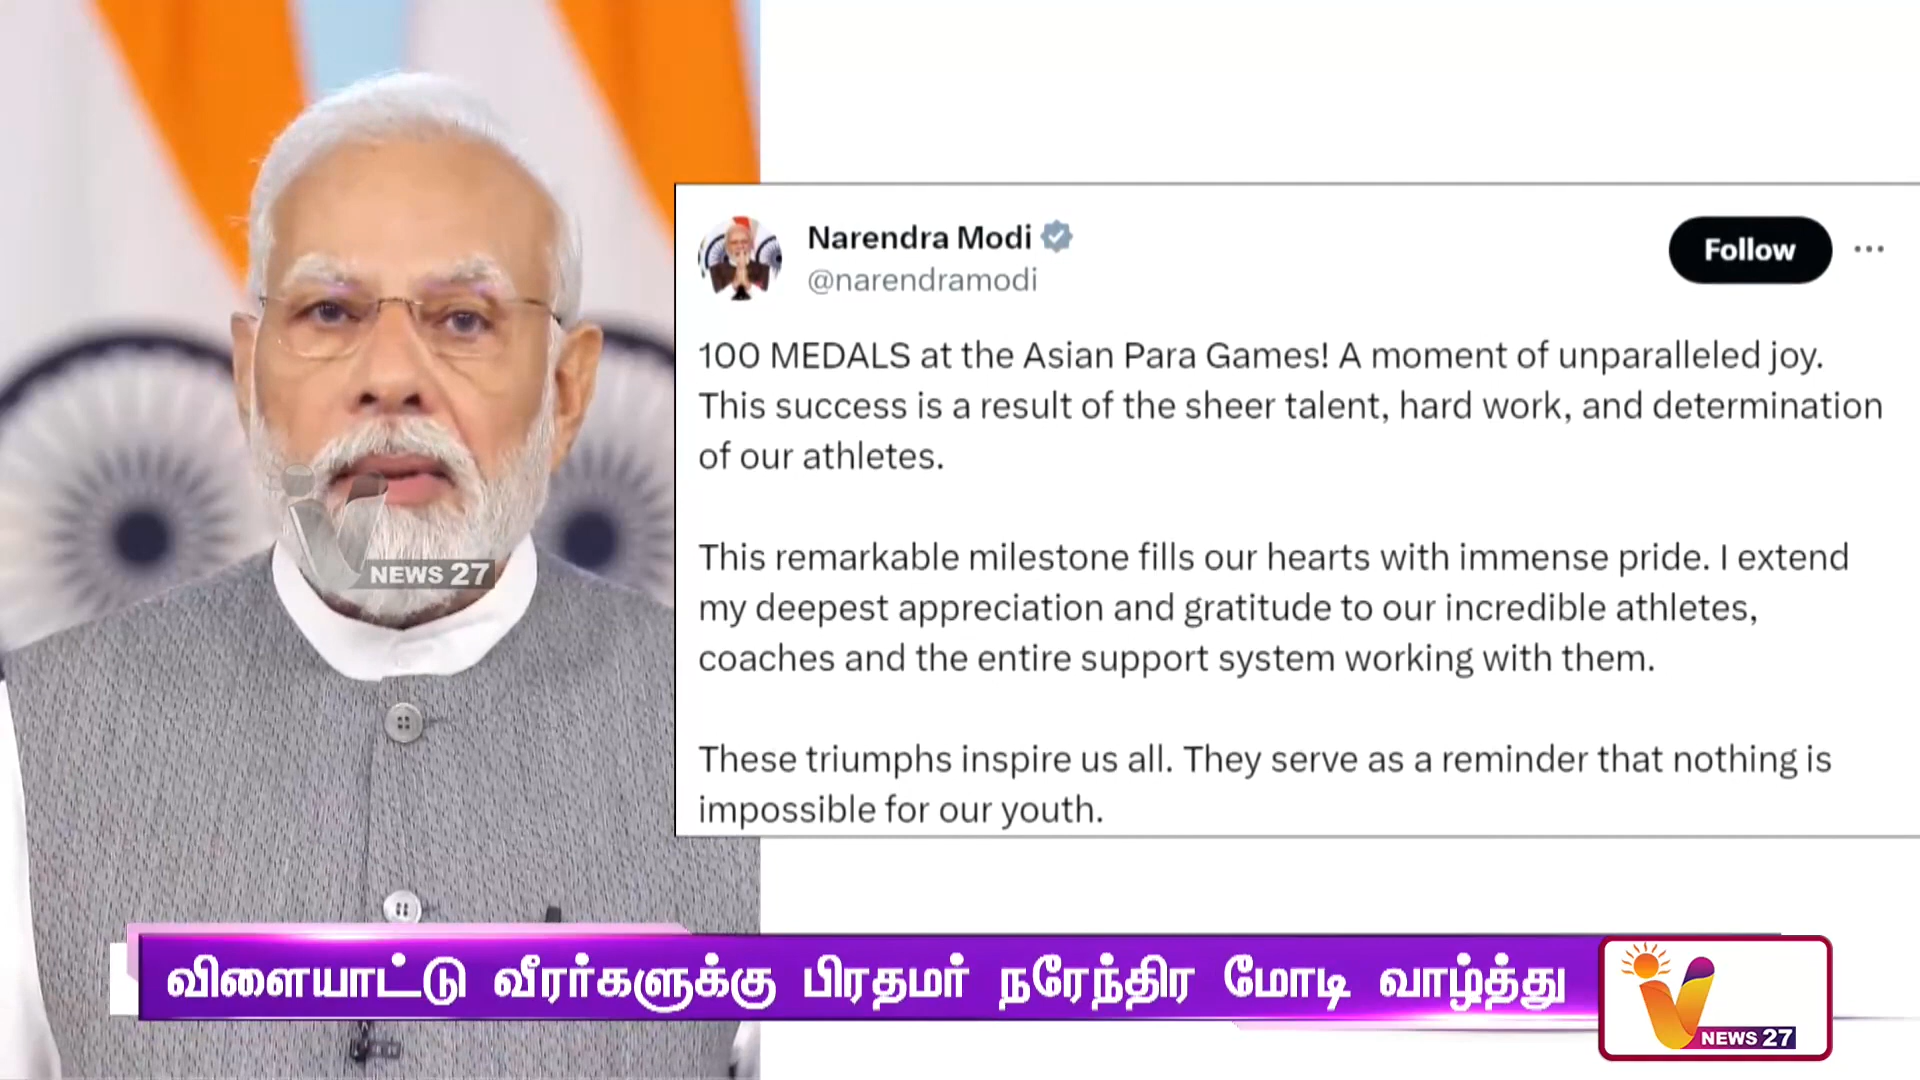 Narendra Modi
@narendramodi
Follow
100 MEDALS at the Asian Para Games! A moment of unparalleled joy.
This success is a result of the sheer talent, hard work, and determination
of our athletes.
This remarkable milestone fills our hearts with immense pride. I extend
my deepest appreciation and gratitude to our incredible athletes,
coaches and the entire support system working with them.
These triumphs inspire us all. They serve as a reminder that nothing is
impossible for our youth.
NEWS 27
விளையாட்டு வீரர்களுக்கு பிரதமர் நரேந்திர மோடி வாழ்த்து
NEWS 27